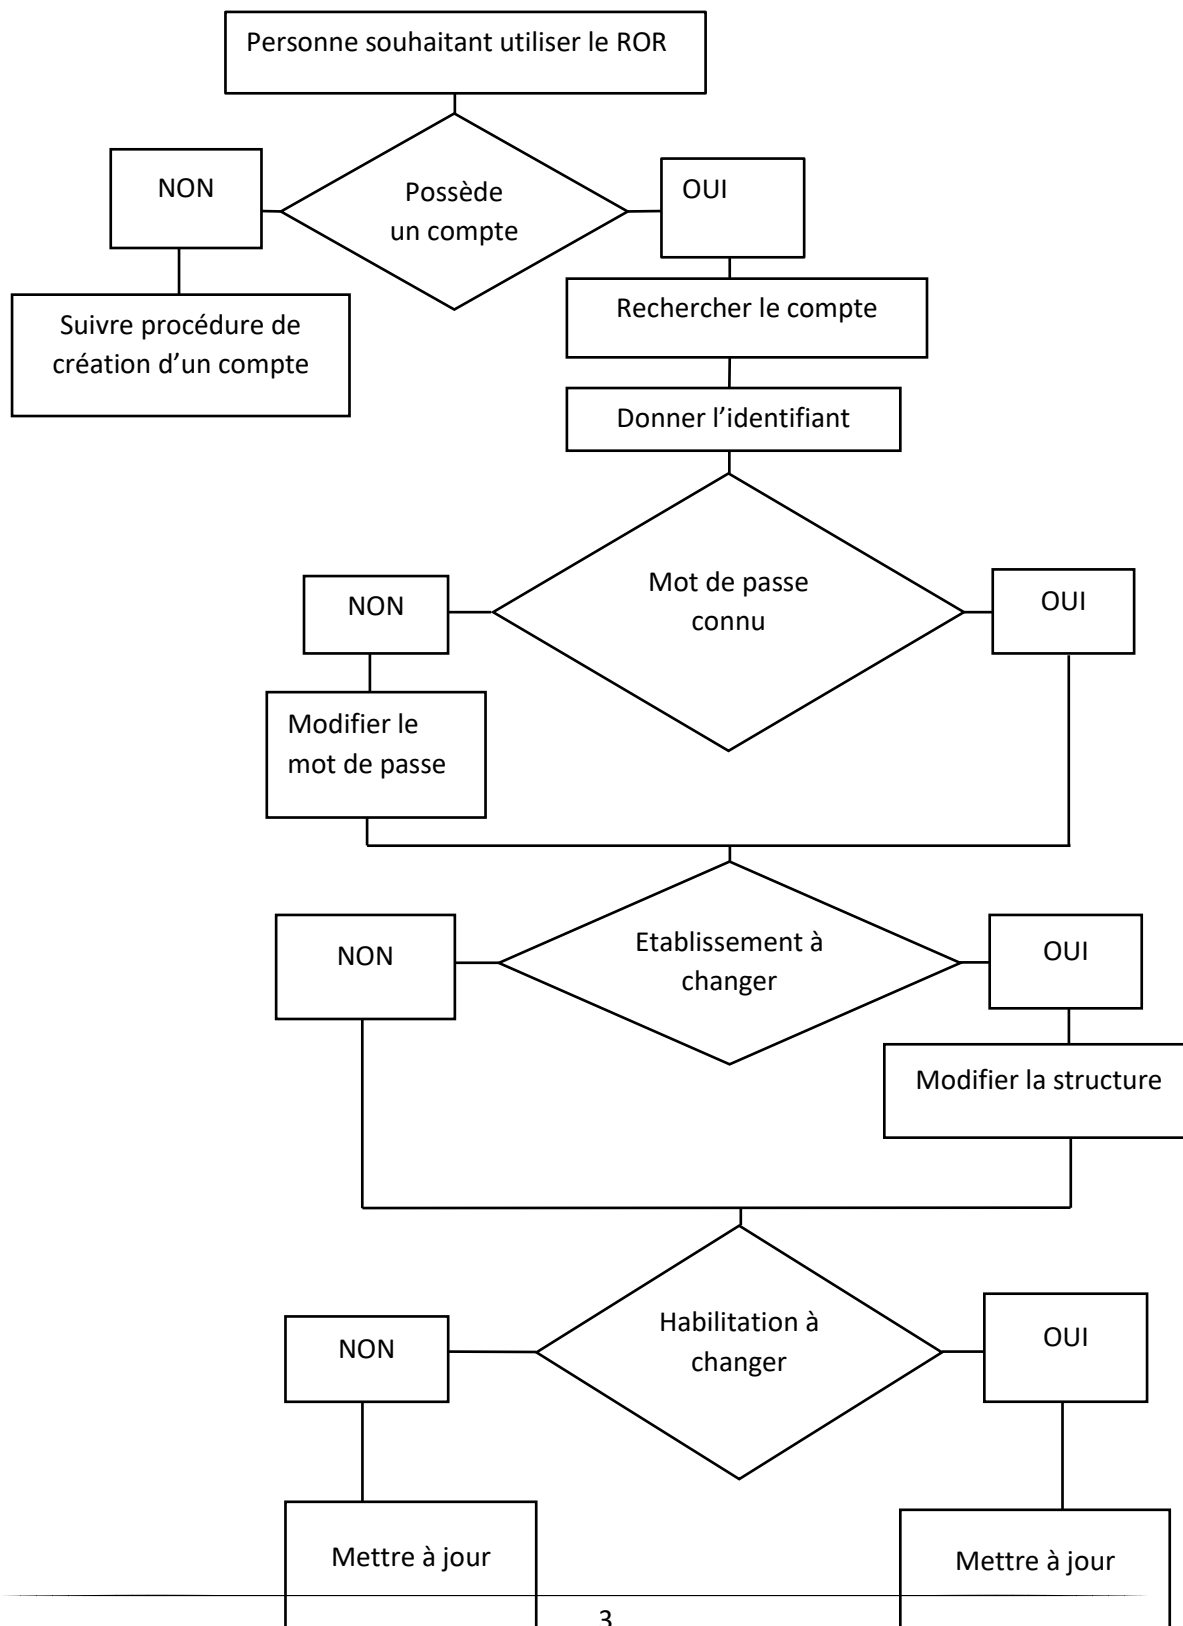 Personne souhaitant utiliser le ROR
NON
Possède
un compte
OUI
Suivre procédure de
création d’un compte
Rechercher le compte
Donner l’identifiant
NON
Mot de passe
connu
OUI
Modifier le
mot de passe
NON
Etablissement à
changer
OUI
Modifier la structure
NON
Habilitation à
changer
OUI
Mettre à jour
Mettre à jour
3